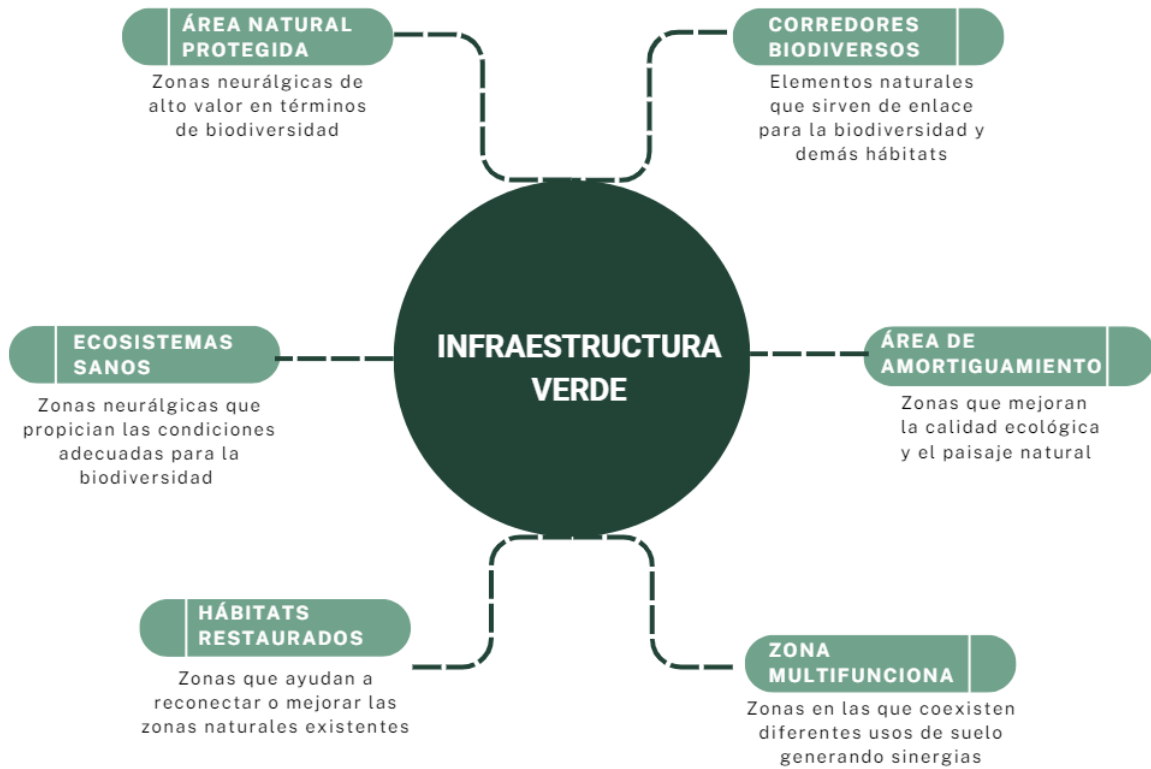 ÁREA NATURAL
PROTEGIDA
Zonas neurálgicas de
alto valor en términos
de biodiversidad
CORREDORES
BIODIVERSOS
Elementos naturales
que sirven de enlace
para la biodiversidad y
demás hábitats
ECOSISTEMAS
SANOS
Zonas neurálgicas que
propician las condiciones
adecuadas para la
biodiversidad
INFRAESTRUCTURA
VERDE
ÁREA DE
AMORTIGUAMIENTO
Zonas que mejoran
la calidad ecológica
y el paisaje natural
HÁBITATS
RESTAURADOS
Zonas que ayudan a
reconectar o mejorar las
zonas naturales existentes
ZONA
MULTIFUNCIONA
Zonas en las que coexisten
diferentes usos de suelo
generando sinergias